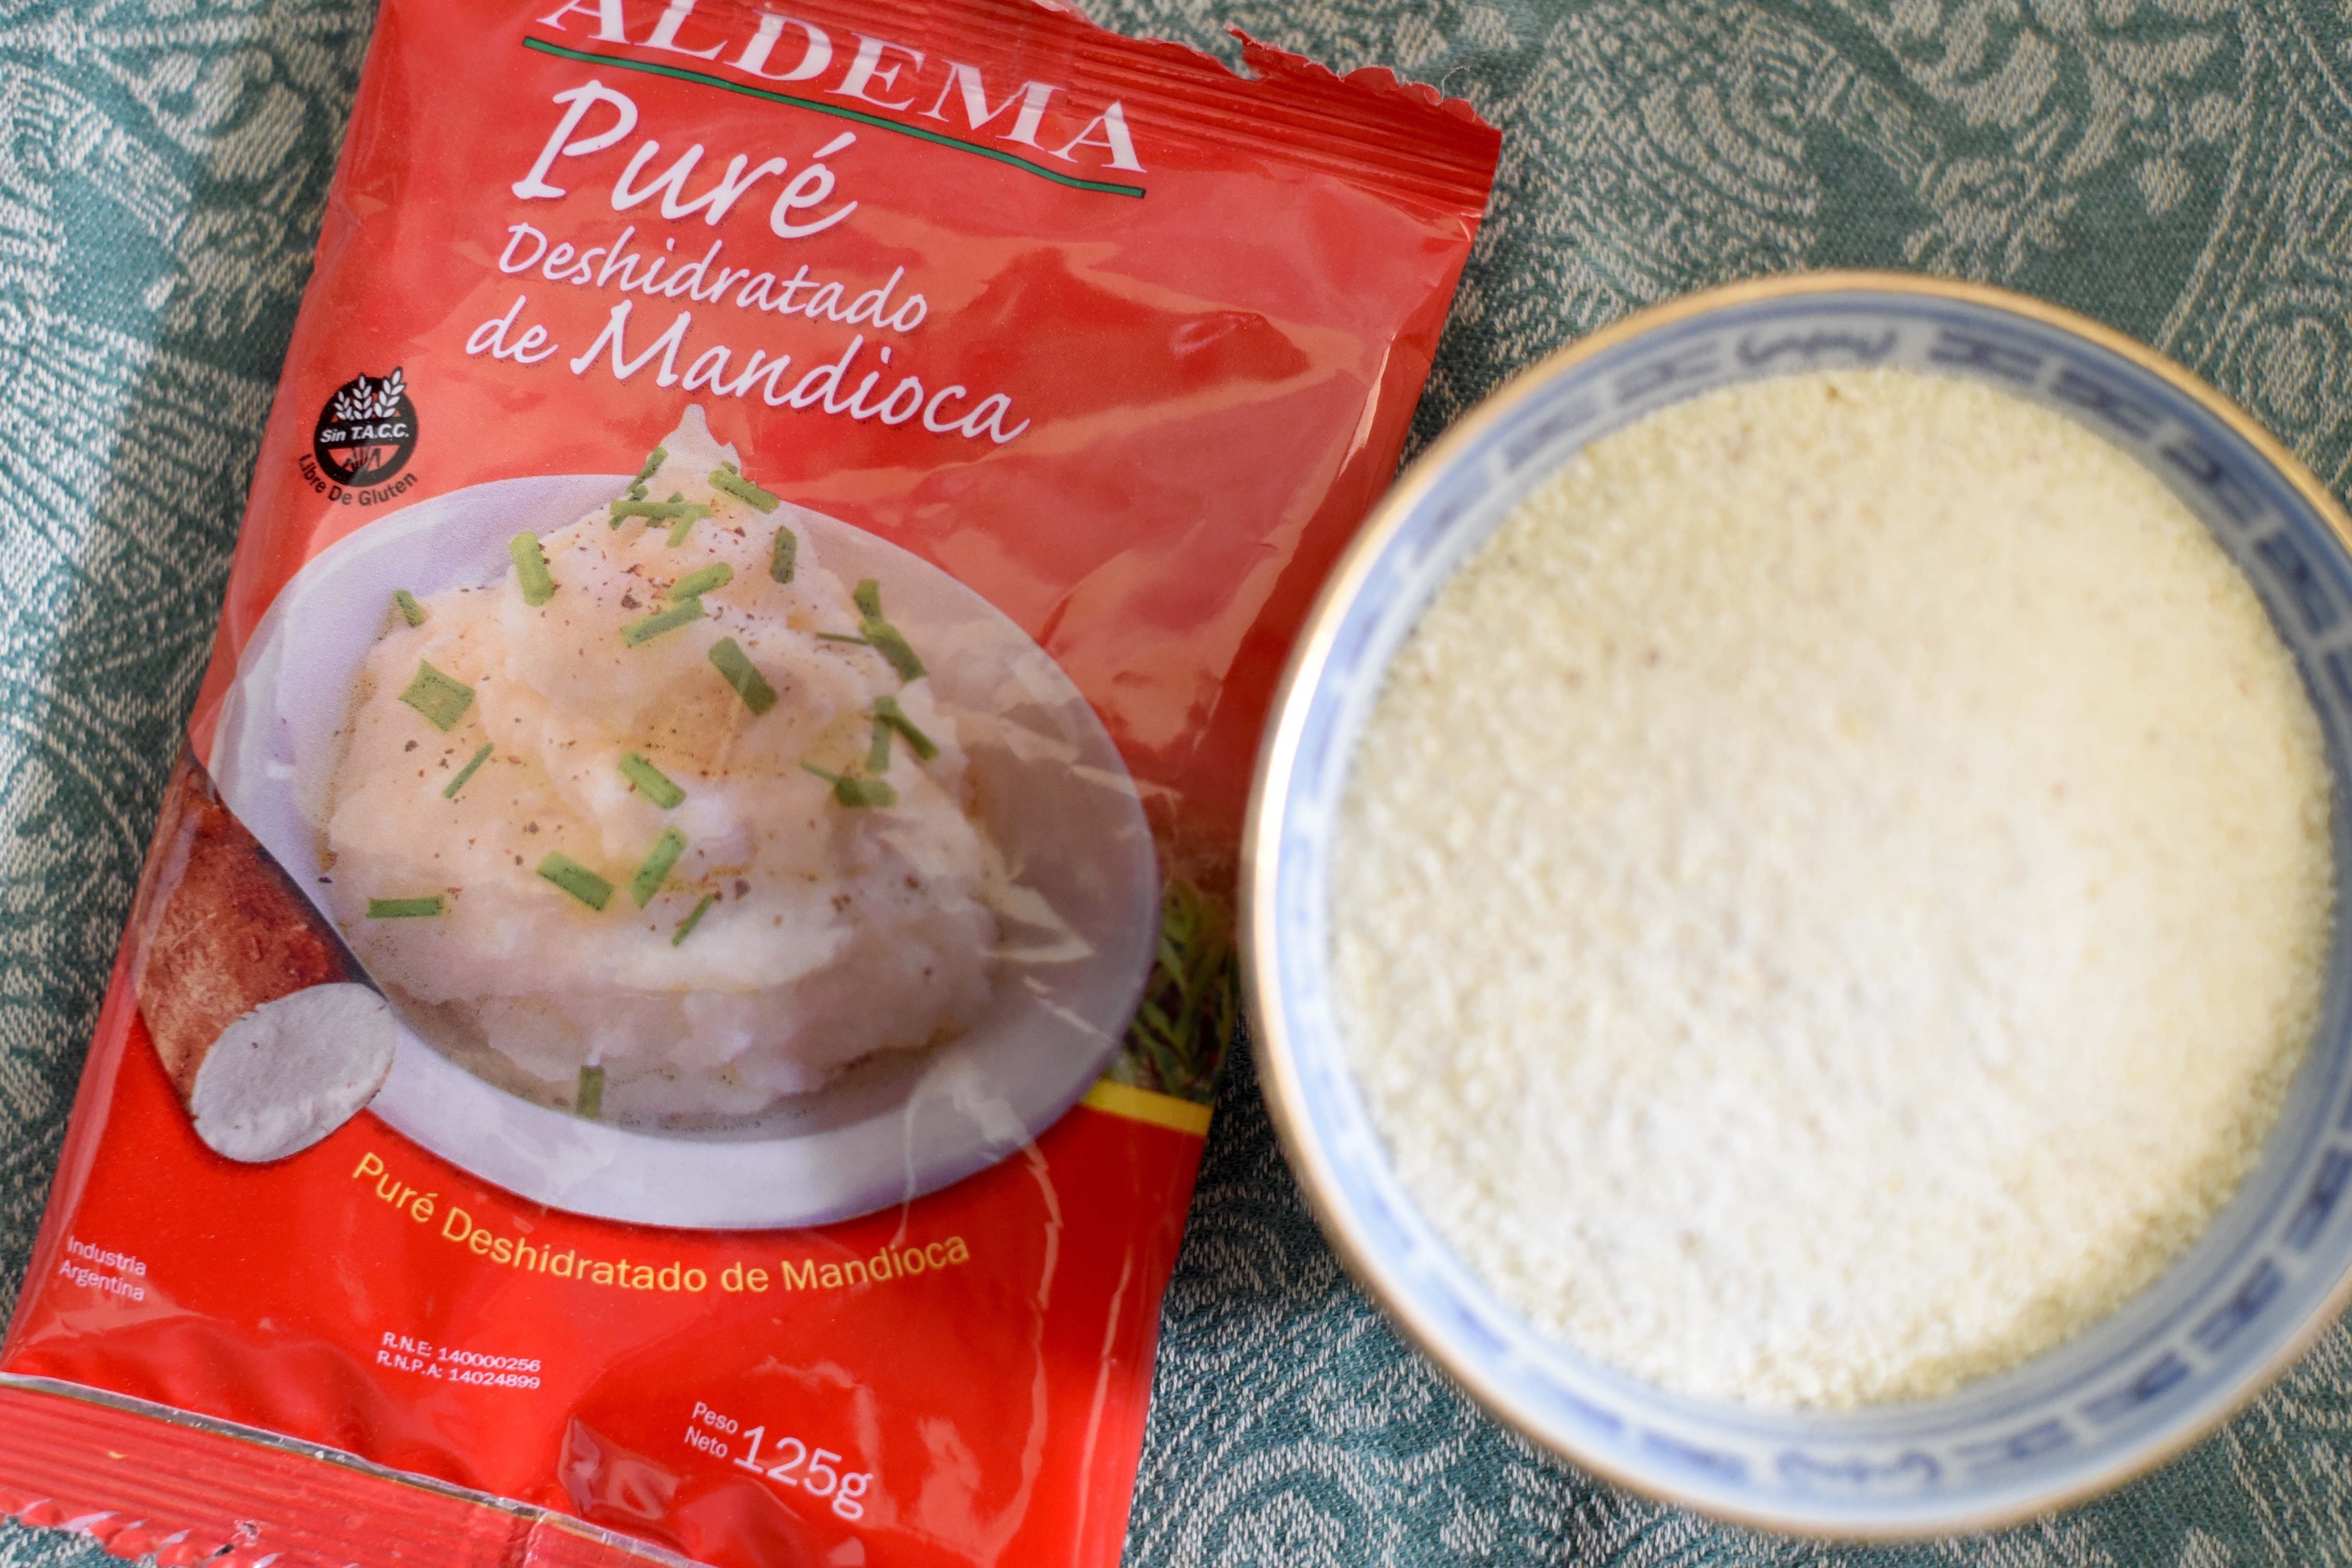 ALDEMA
Puré
Deshidratado
de Mandioca
Sin T.A.C.C.
Libre De Gluten
Puré Deshidratado de Mandioca
Industria
Argentina
R.N.E: 140000256
R.N.P.A: 14024899
Peso
Neto 125g